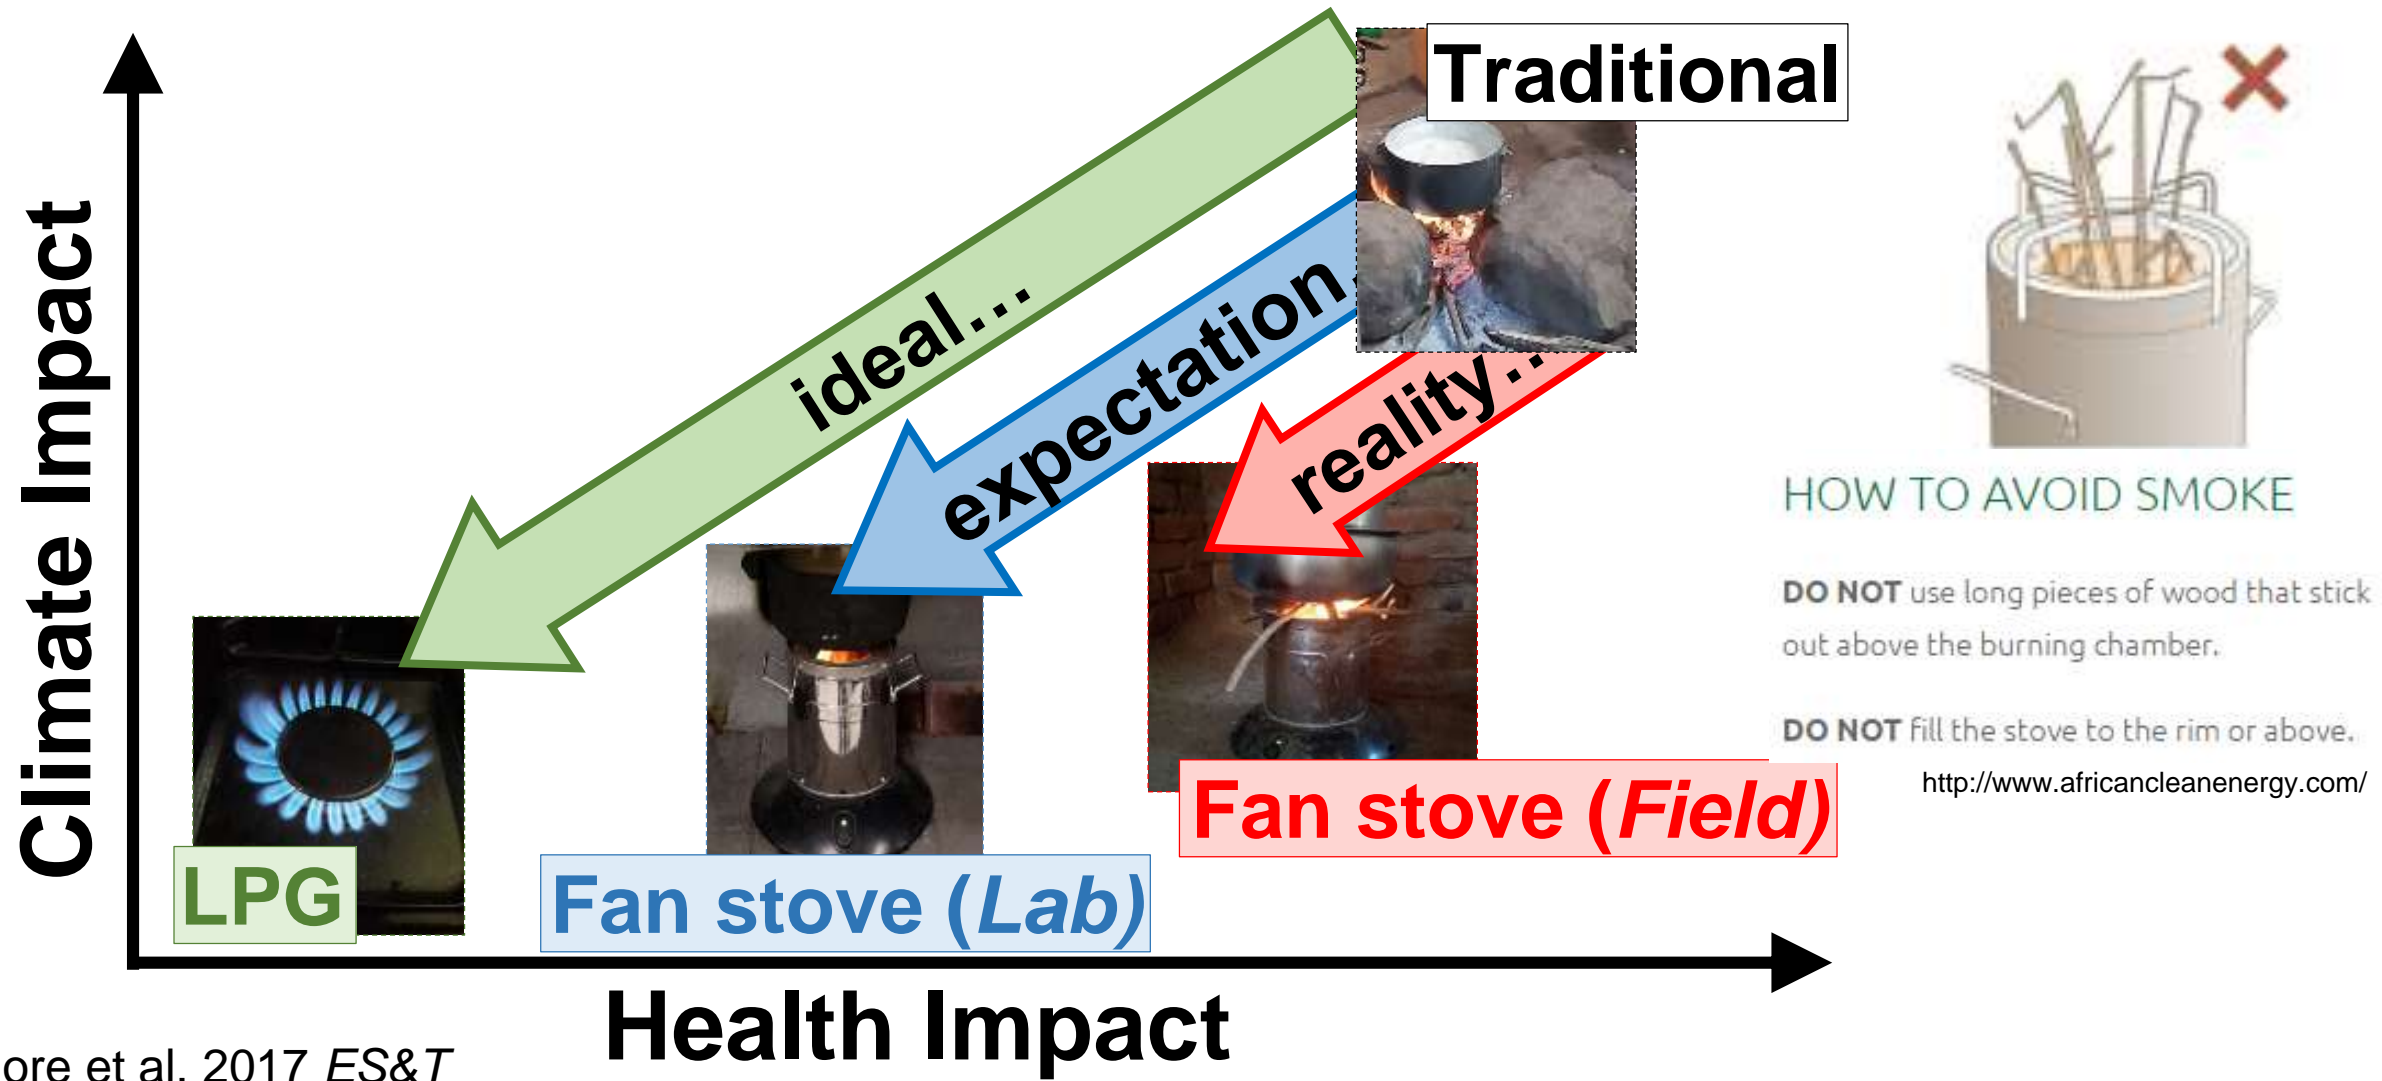 Traditional
ideal...
expectation.
reality...
Climate Impact
LPG
Fan stove (Lab)
Fan stove (Field)
Health Impact
ore et al. 2017 ES&T
HOW TO AVOID SMOKE
DO NOT use long pieces of wood that stick
out above the burning chamber.
DO NOT fill the stove to the rim or above.
http://www.africancleanenergy.com/